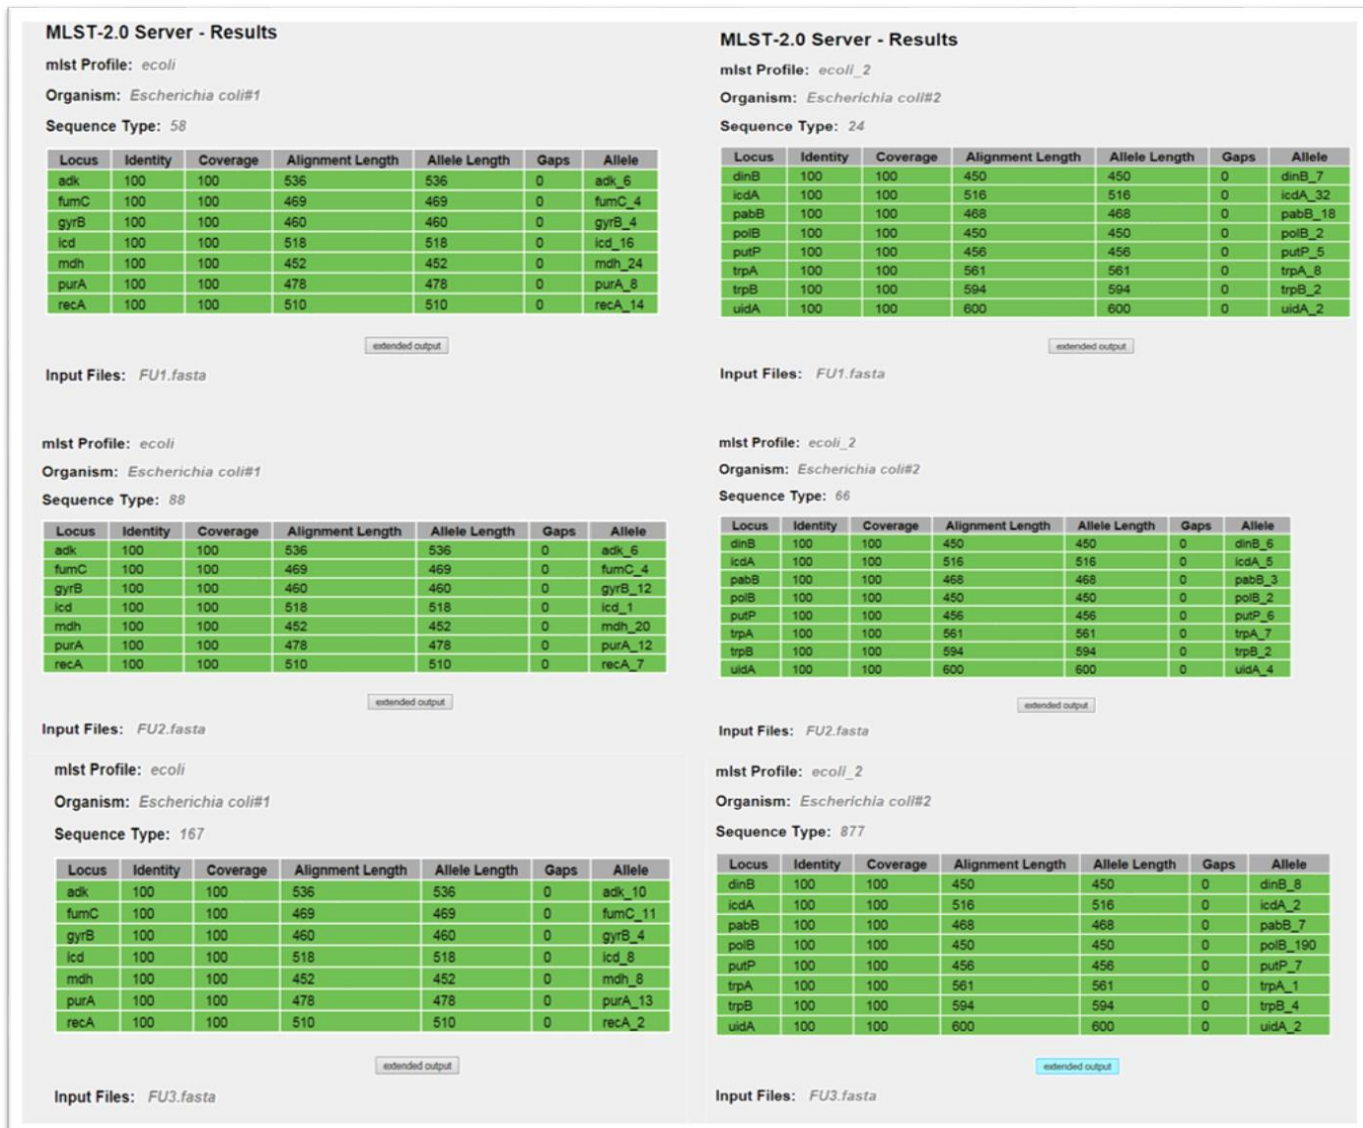 MLST-2.0 Server - Results
mlst Profile: ecoli
Organism: Escherichia coli#1
Sequence Type: 58
Locus Identity Coverage Alignment Length Allele Length Gaps Allele
adk 100 100 536 536 0 adk_6
fumC 100 100 469 469 0 fumC_4
gyrB 100 100 460 460 0 gyrB_4
icd 100 100 518 518 0 icd_16
mdh 100 100 452 452 0 mdh_24
purA 100 100 478 478 0 purA_8
recA 100 100 510 510 0 recA_14
extended output
Input Files: FU1.fasta
MLST-2.0 Server - Results
mlst Profile: ecoli_2
Organism: Escherichia coli#2
Sequence Type: 24
Locus Identity Coverage Alignment Length Allele Length Gaps Allele
dinB 100 100 450 450 0 dinB_7
icdA 100 100 516 516 0 icdA_32
pabB 100 100 468 468 0 pabB_18
polB 100 100 450 450 0 polB_2
putP 100 100 456 456 0 putP_5
trpA 100 100 561 561 0 trpA_8
trpB 100 100 594 594 0 trpB_2
uidA 100 100 600 600 0 uidA_2
extended output
Input Files: FU1.fasta
mlst Profile: ecoli
Organism: Escherichia coli#1
Sequence Type: 88
Locus Identity Coverage Alignment Length Allele Length Gaps Allele
adk 100 100 536 536 0 adk_6
fumC 100 100 469 469 0 fumC_4
gyrB 100 100 460 460 0 gyrB_12
icd 100 100 518 518 0 icd_1
mdh 100 100 452 452 0 mdh_20
purA 100 100 478 478 0 purA_12
recA 100 100 510 510 0 recA_7
extended output
Input Files: FU2.fasta
mlst Profile: ecoli_2
Organism: Escherichia coli#2
Sequence Type: 66
Locus Identity Coverage Alignment Length Allele Length Gaps Allele
dinB 100 100 450 450 0 dinB_6
icdA 100 100 516 516 0 icdA_5
pabB 100 100 468 468 0 pabB_3
polB 100 100 450 450 0 polB_2
putP 100 100 456 456 0 putP_6
trpA 100 100 561 561 0 trpA_7
trpB 100 100 594 594 0 trpB_2
uidA 100 100 600 600 0 uidA_4
extended output
Input Files: FU2.fasta
mlst Profile: ecoli
Organism: Escherichia coli#1
Sequence Type: 167
Locus Identity Coverage Alignment Length Allele Length Gaps Allele
adk 100 100 536 536 0 adk_10
fumC 100 100 469 469 0 fumC_11
gyrB 100 100 460 460 0 gyrB_4
icd 100 100 518 518 0 icd_8
mdh 100 100 452 452 0 mdh_8
purA 100 100 478 478 0 purA_13
recA 100 100 510 510 0 recA_2
extended output
Input Files: FU3.fasta
mlst Profile: ecoli_2
Organism: Escherichia coli#2
Sequence Type: 877
Locus Identity Coverage Alignment Length Allele Length Gaps Allele
dinB 100 100 450 450 0 dinB_8
icdA 100 100 516 516 0 icdA_2
pabB 100 100 468 468 0 pabB_7
polB 100 100 450 450 0 polB_190
putP 100 100 456 456 0 putP_7
trpA 100 100 561 561 0 trpA_1
trpB 100 100 594 594 0 trpB_4
uidA 100 100 600 600 0 uidA_2
extended output
Input Files: FU3.fasta